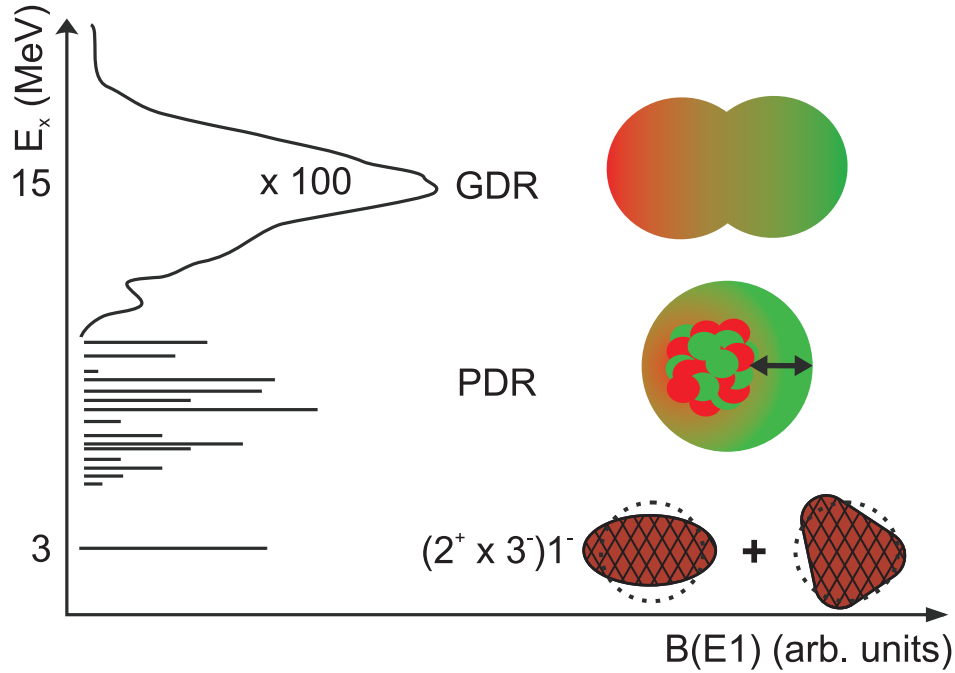 Eₓ (MeV)
15
x 100
GDR
PDR
3
(2⁺ x 3⁻)1⁻
+
B(E1) (arb. units)